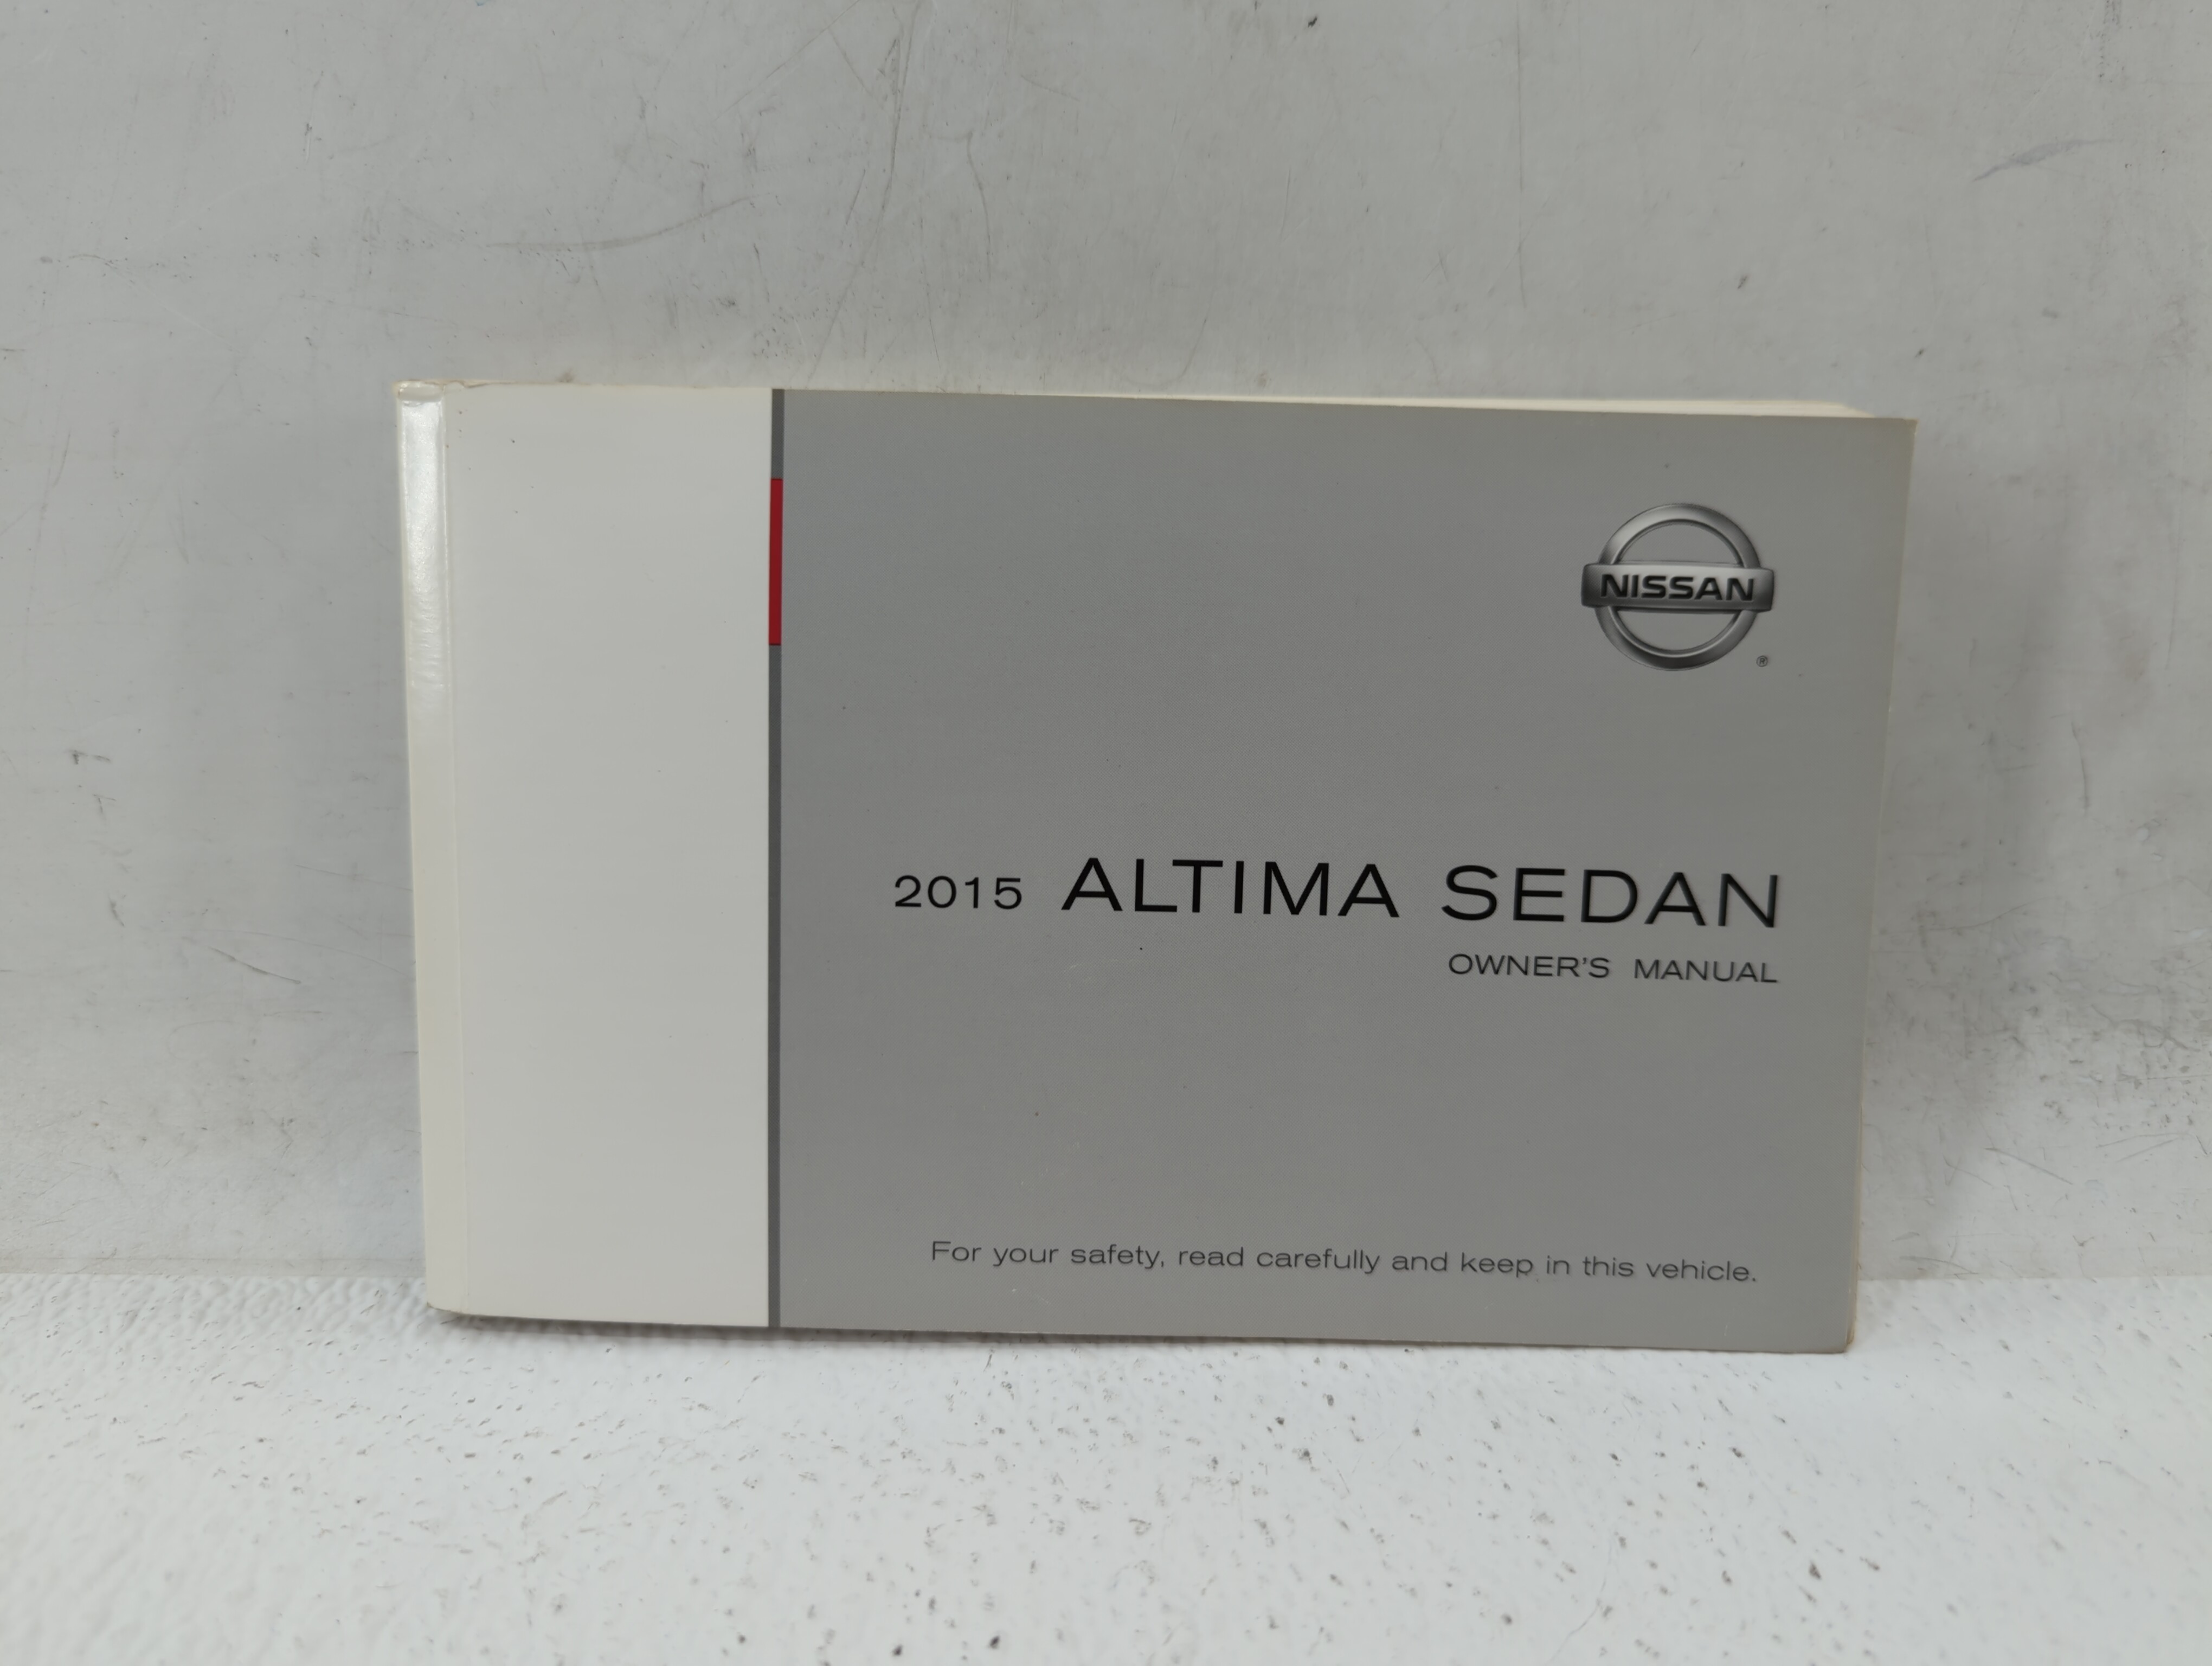 NISSAN
®
2015 ALTIMA SEDAN
OWNER'S MANUAL
For your safety, read carefully and keep in this vehicle.